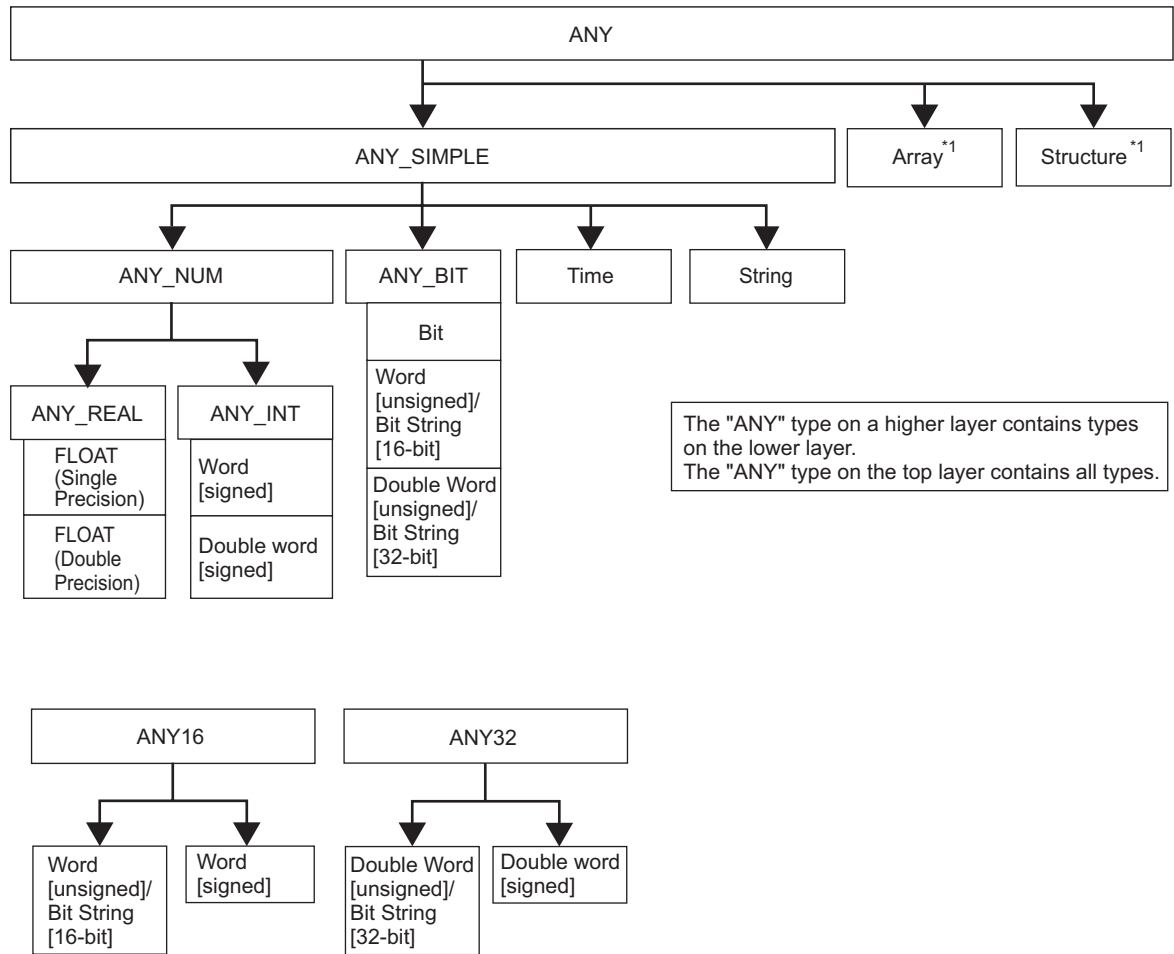 ANY
ANY_SIMPLE
Array*1
Structure*1
ANY_NUM
ANY_BIT
Time
String
Bit
Word
[unsigned]/
Bit String
[16-bit]
Double Word
[unsigned]/
Bit String
[32-bit]
ANY_REAL
ANY_INT
FLOAT
(Single
Precision)
FLOAT
(Double
Precision)
Word
[signed]
Double word
[signed]
The "ANY" type on a higher layer contains types
on the lower layer.
The "ANY" type on the top layer contains all types.
ANY16
ANY32
Word
[unsigned]/
Bit String
[16-bit]
Word
[signed]
Double Word
[unsigned]/
Bit String
[32-bit]
Double word
[signed]